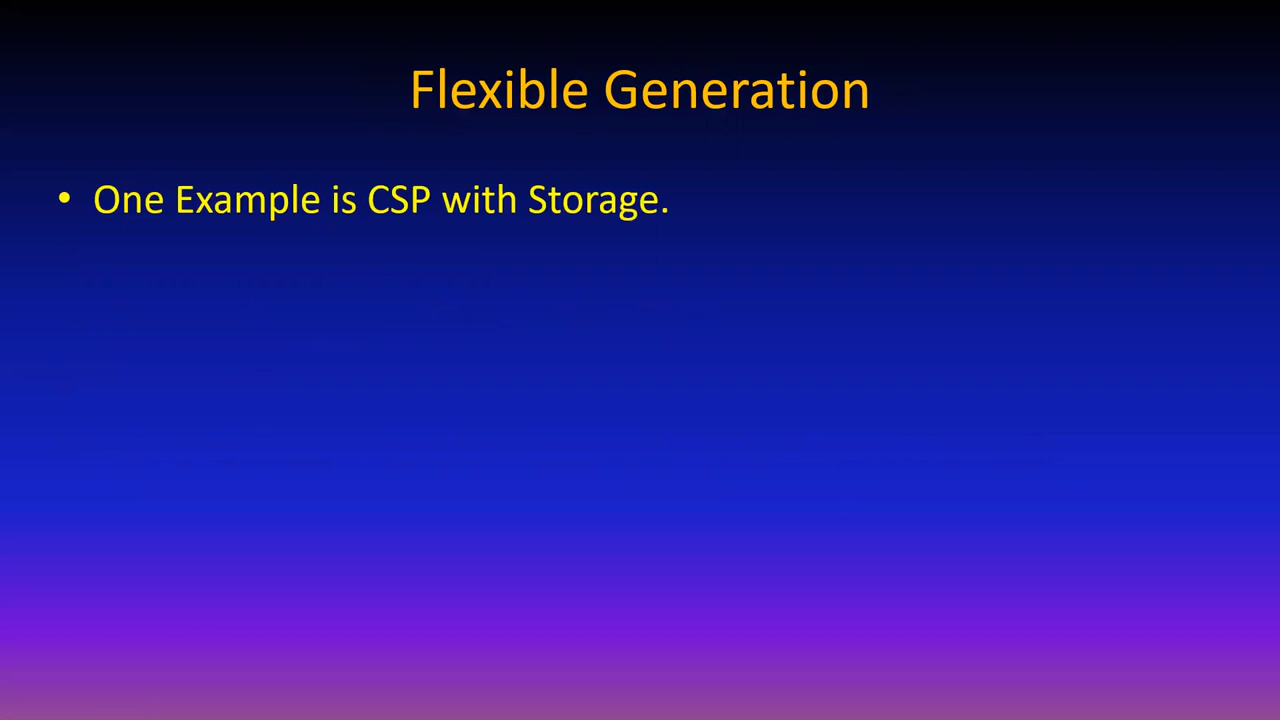 Flexible Generation
• One Example is CSP with Storage.